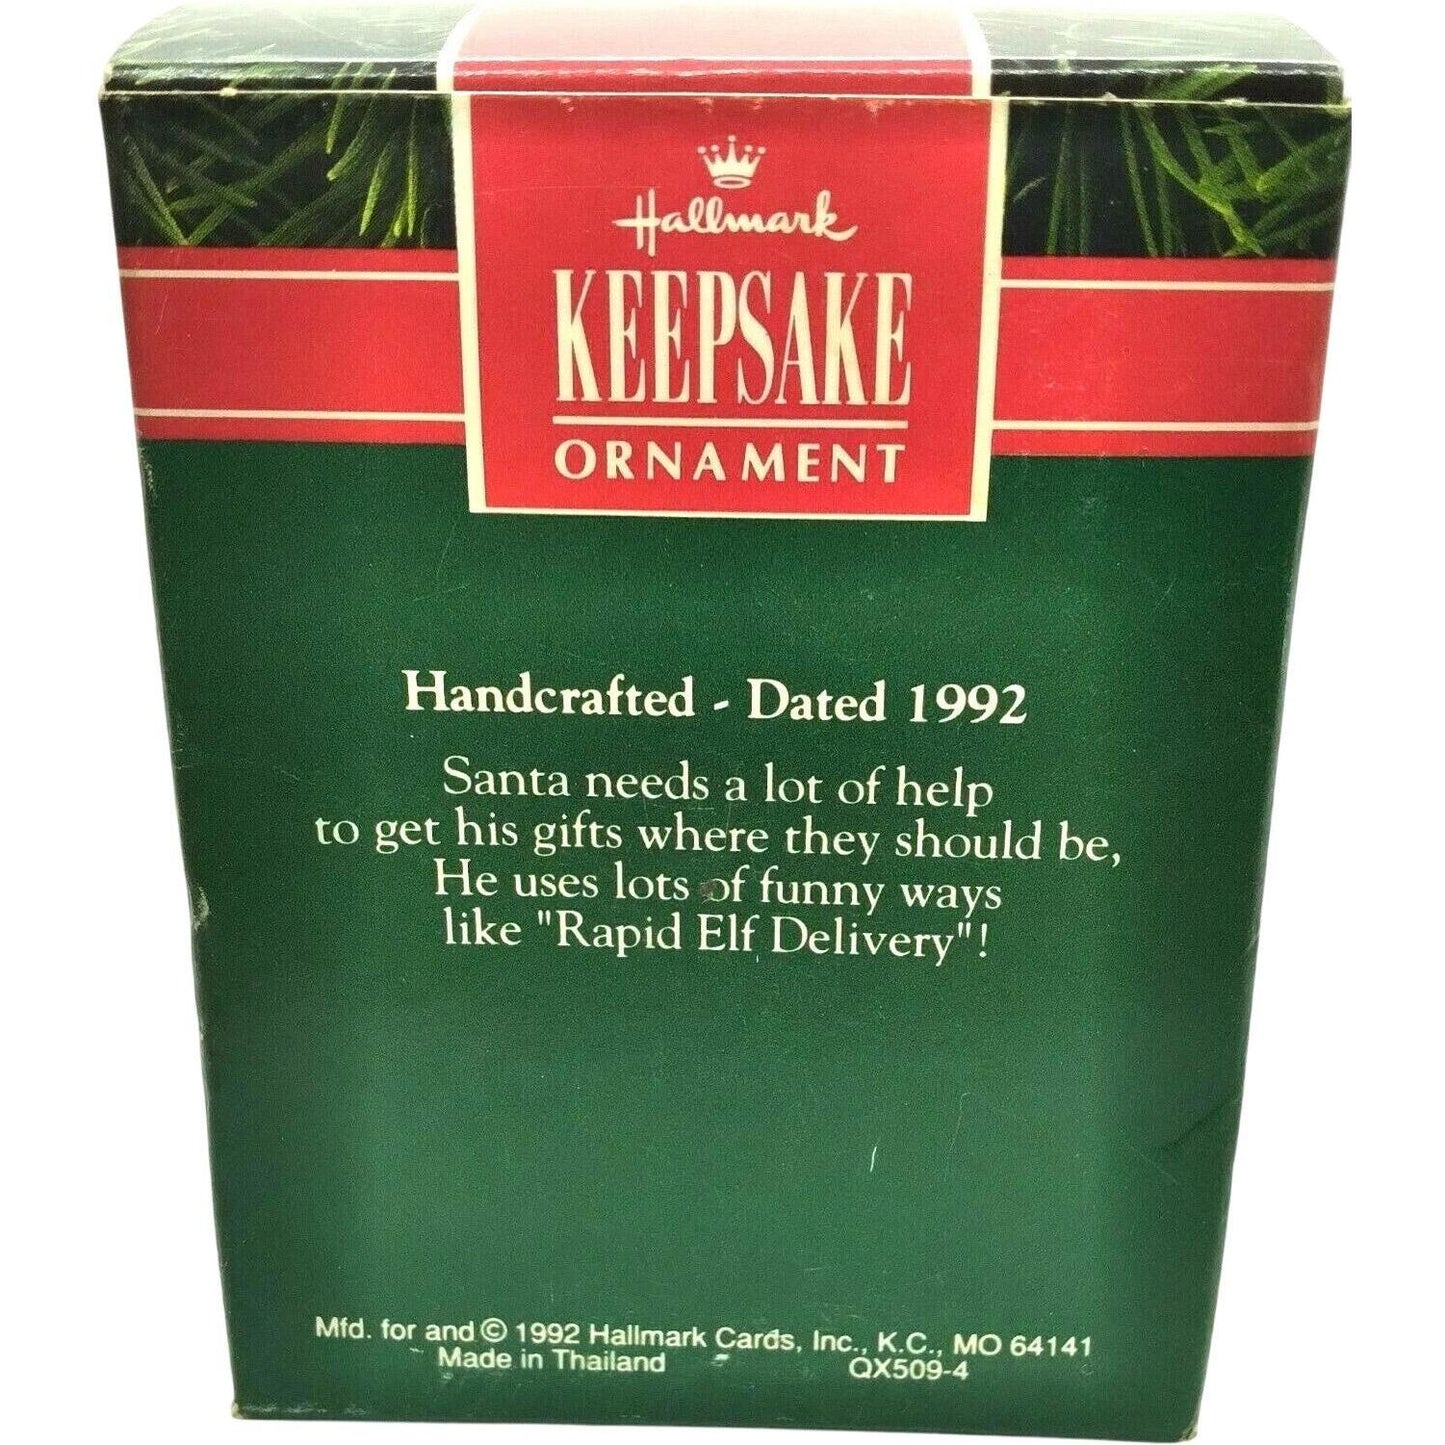 Hallmark
KEEPSAKE
ORNAMENT
Handcrafted - Dated 1992
Santa needs a lot of help
to get his gifts where they should be,
He uses lots of funny ways
like "Rapid Elf Delivery"!
Mfd. for and © 1992 Hallmark Cards, Inc., K.C., MO 64141
Made in Thailand QX509-4